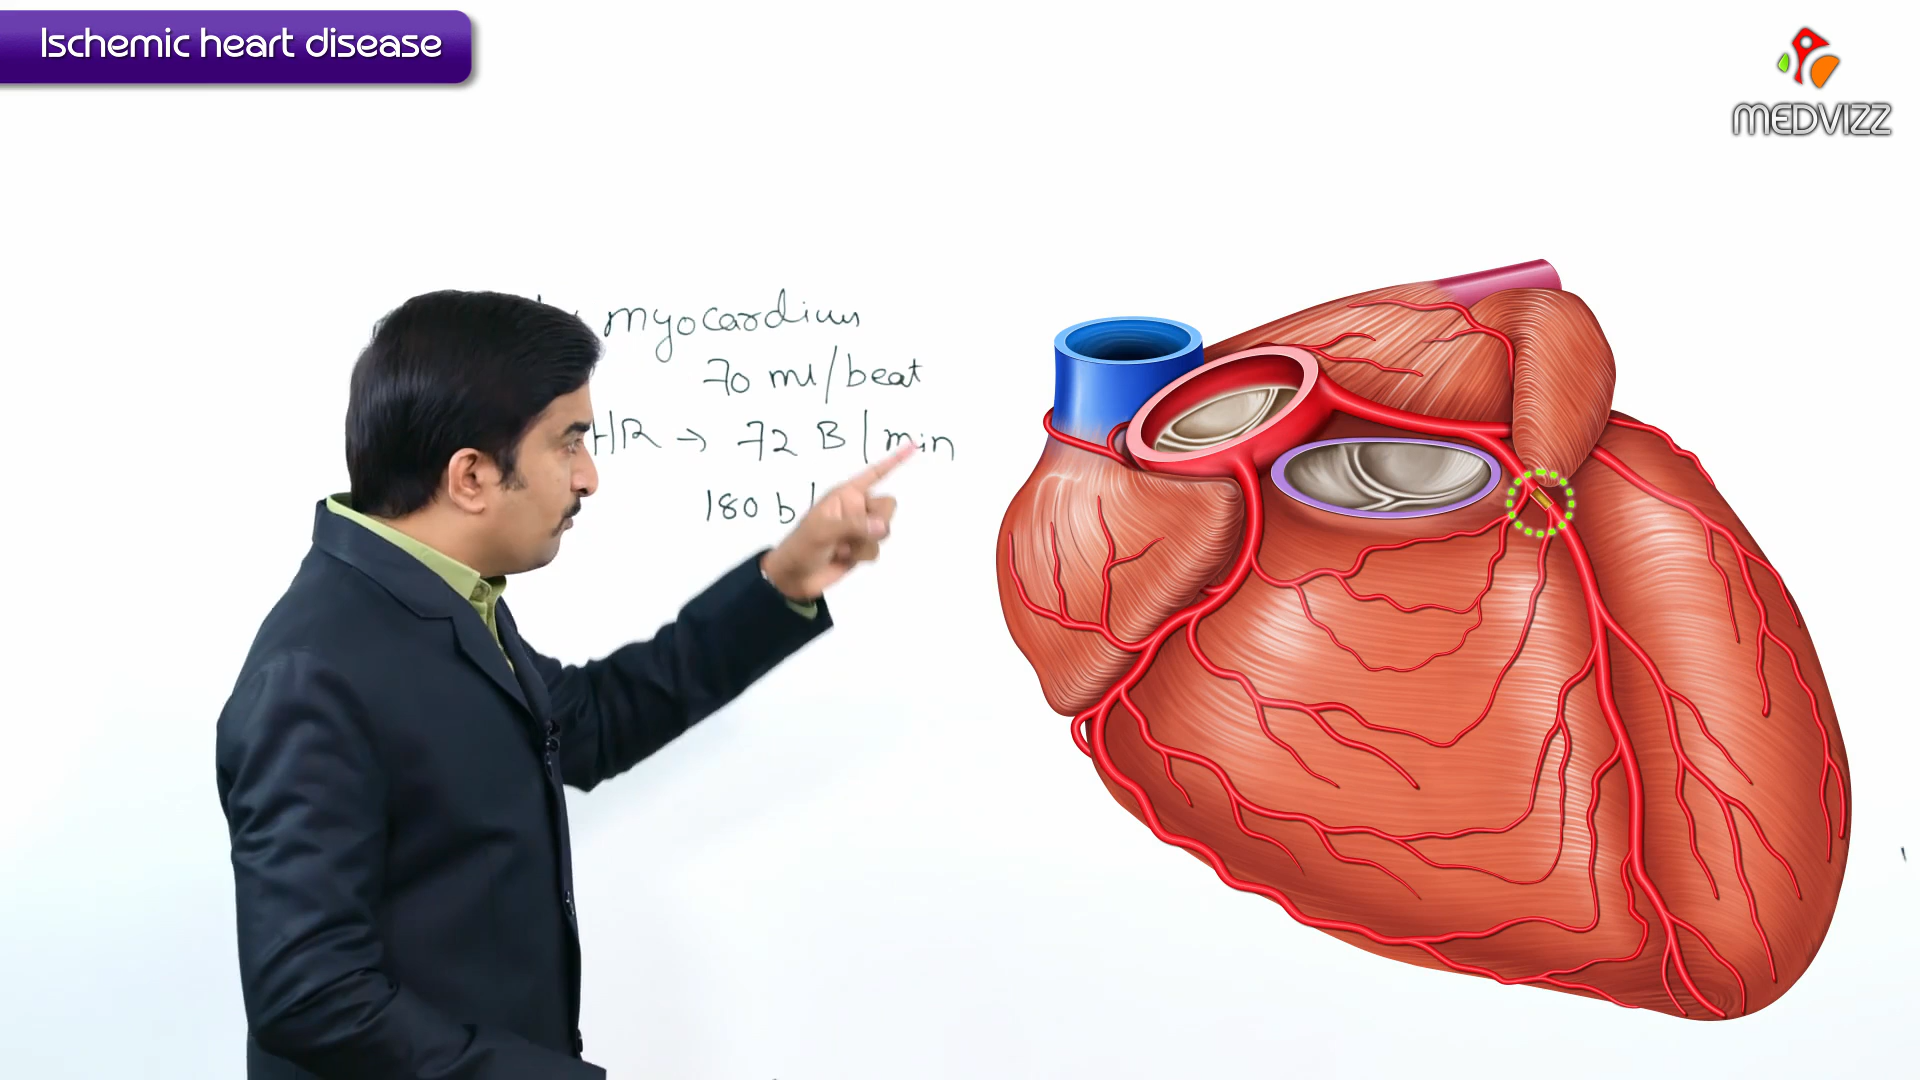 Ischemic heart disease
MEDVIZZ
myocardium
70 ml/beat
HR → 72 B/min
180 b/